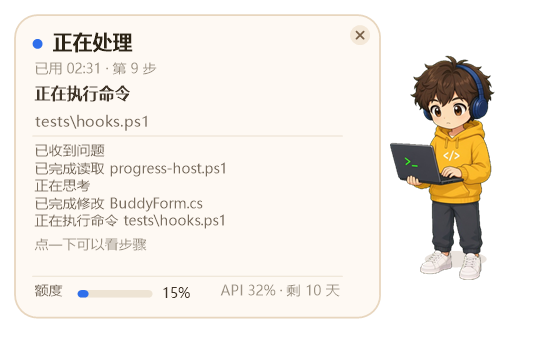 正在处理
已用 02:31 · 第 9 步
正在执行命令
tests\hooks.ps1
已收到问题
已完成读取 progress-host.ps1
正在思考
已完成修改 BuddyForm.cs
正在执行命令 tests\hooks.ps1
点一下可以看步骤
额度 15% API 32% · 剩 10 天
>_
</>